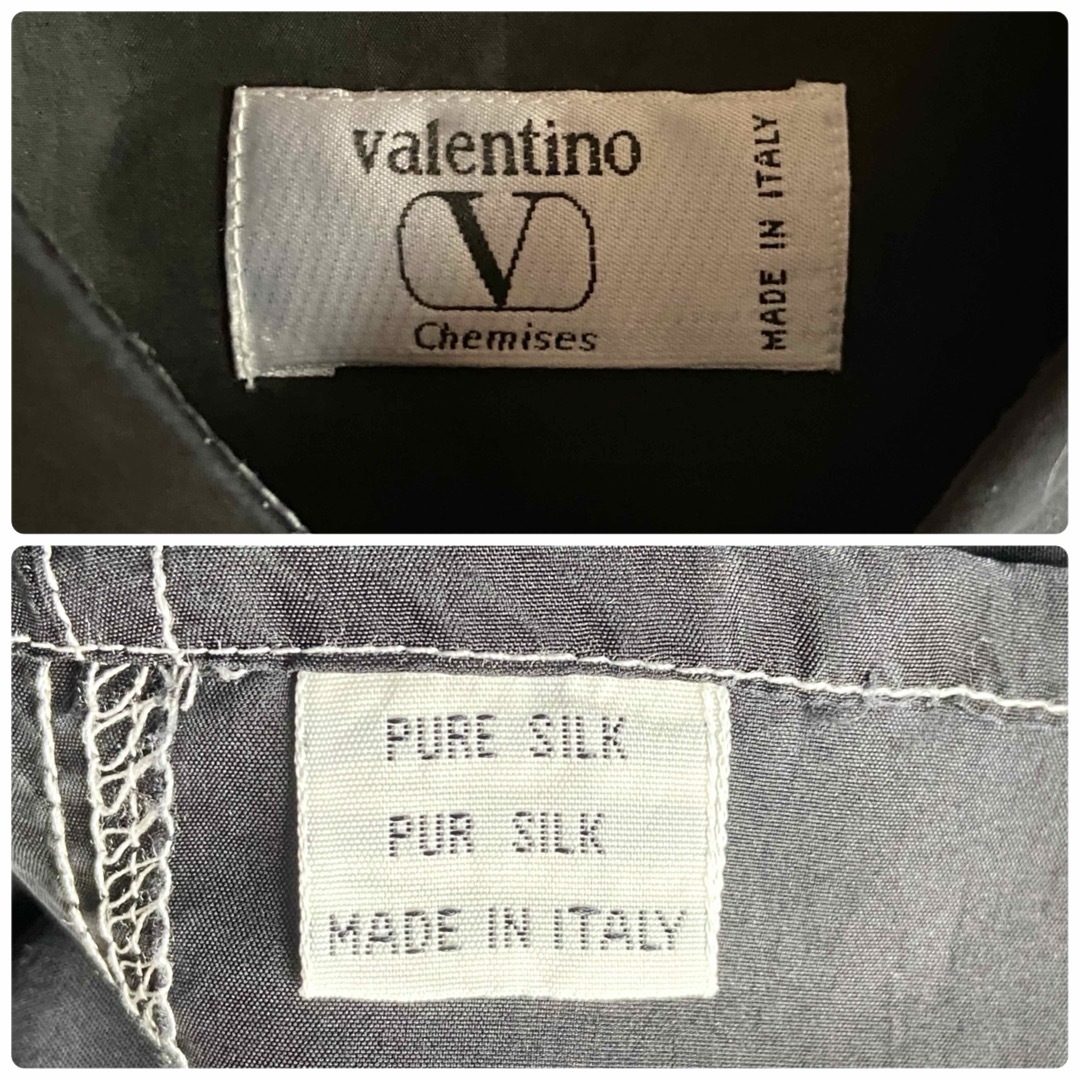 valentino
V
Chemises
MADE IN ITALY
PURE SILK
PUR SILK
MADE IN ITALY